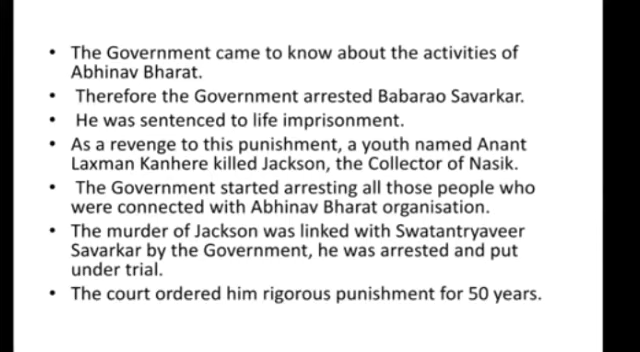 • The Government came to know about the activities of
Abhinav Bharat.
• Therefore the Government arrested Babarao Savarkar.
• He was sentenced to life imprisonment.
• As a revenge to this punishment, a youth named Anant
Laxman Kanhere killed Jackson, the Collector of Nasik.
• The Government started arresting all those people who
were connected with Abhinav Bharat organisation.
• The murder of Jackson was linked with Swatantryaveer
Savarkar by the Government, he was arrested and put
under trial.
• The court ordered him rigorous punishment for 50 years.